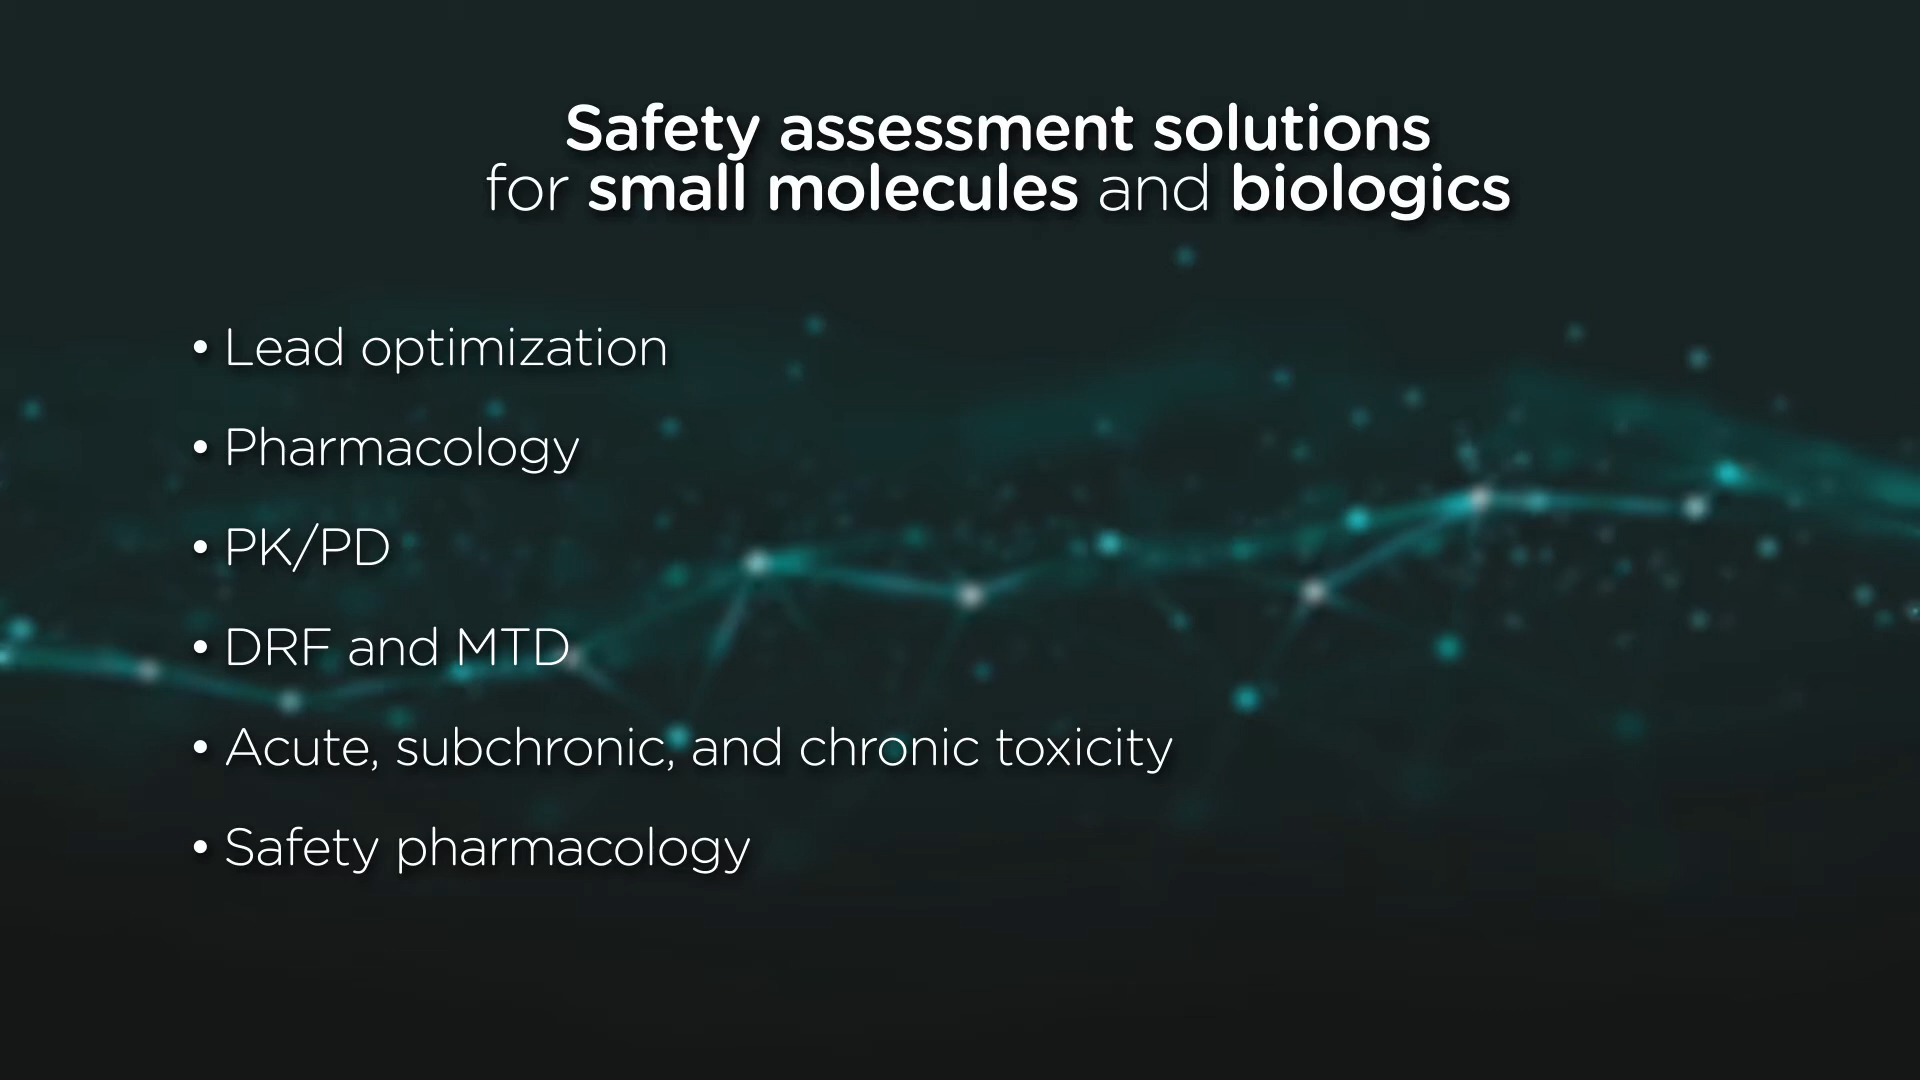 Safety assessment solutions
for small molecules and biologics
• Lead optimization
• Pharmacology
• PK/PD
• DRF and MTD
• Acute, subchronic, and chronic toxicity
• Safety pharmacology